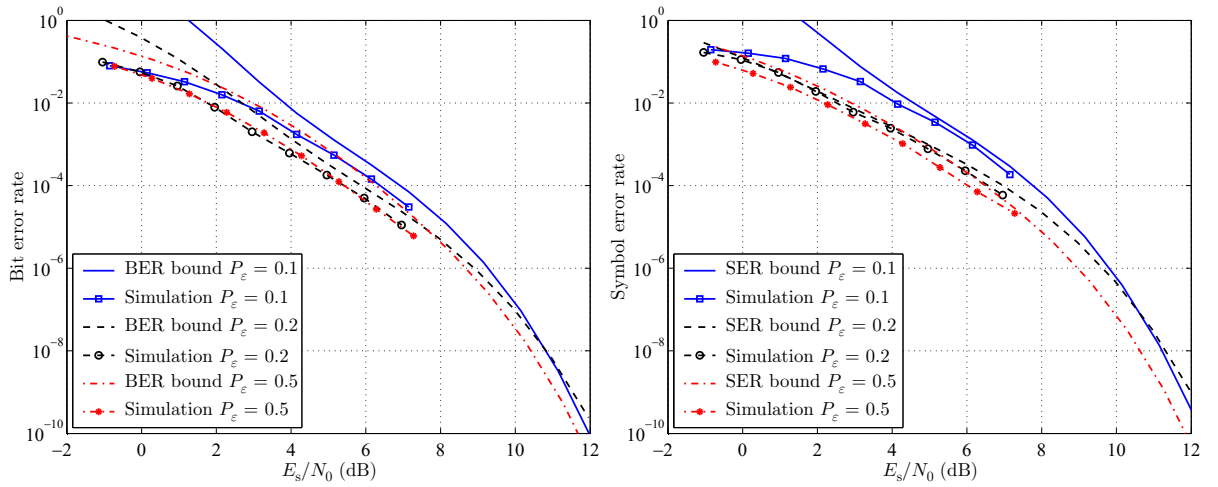 10^0
10^−2
10^−4
10^−6
10^−8
10^−10
Bit error rate
−2 0 2 4 6 8 10 12
E_s/N_0 (dB)
BER bound P_ε = 0.1
Simulation P_ε = 0.1
BER bound P_ε = 0.2
Simulation P_ε = 0.2
BER bound P_ε = 0.5
Simulation P_ε = 0.5
10^0
10^−2
10^−4
10^−6
10^−8
10^−10
Symbol error rate
−2 0 2 4 6 8 10 12
E_s/N_0 (dB)
SER bound P_ε = 0.1
Simulation P_ε = 0.1
SER bound P_ε = 0.2
Simulation P_ε = 0.2
SER bound P_ε = 0.5
Simulation P_ε = 0.5